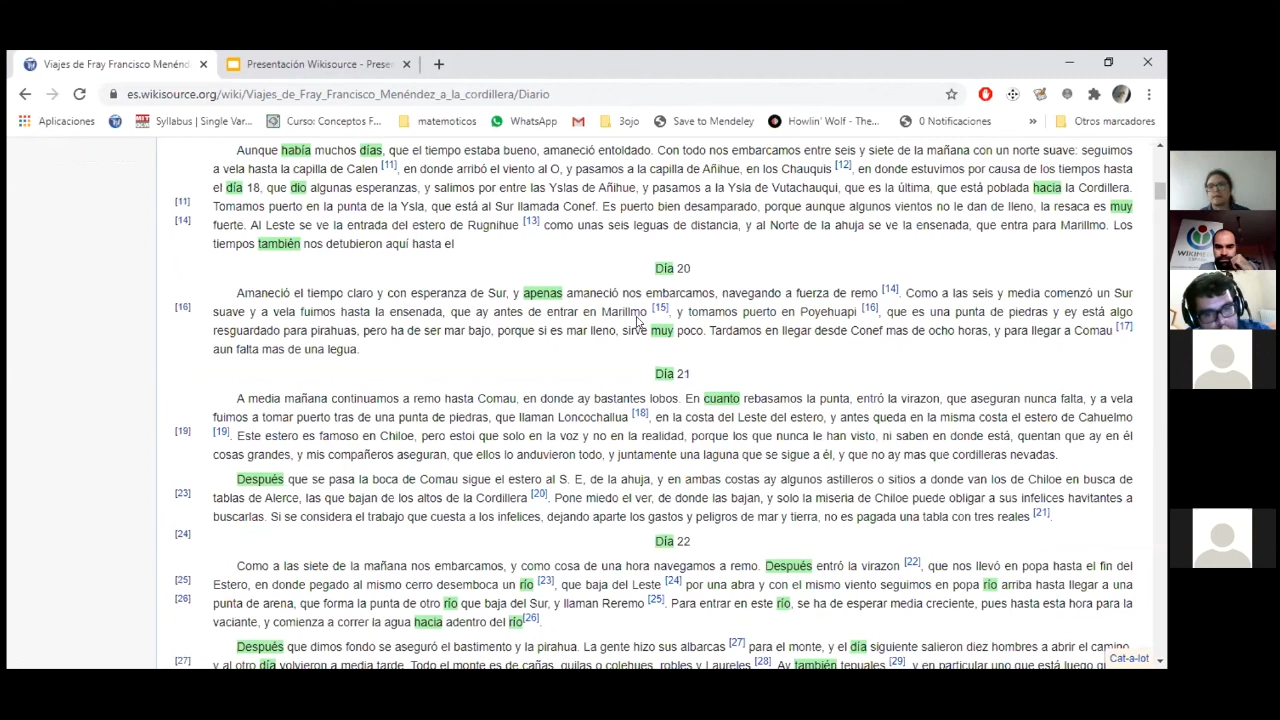 Viajes de Fray Francisco Menénd
Presentación Wikisource - Presen
es.wikisource.org/wiki/Viajes_de_Fray_Francisco_Menéndez_a_la_cordillera/Diario
Aplicaciones Syllabus | Single Var... Curso: Conceptos F... matemoticos WhatsApp 3ojo Save to Mendeley Howlin' Wolf - The... 0 Notificaciones » Otros marcadores
Aunque había muchos días, que el tiempo estaba bueno, amaneció entoldado. Con todo nos embarcamos entre seis y siete de la mañana con un norte suave: seguimos
a vela hasta la capilla de Calen [11], en donde arribó el viento al O, y pasamos a la capilla de Añihue, en los Chauquis [12], en donde estuvimos por causa de los tiempos hasta
el día 18, que dio algunas esperanzas, y salimos por entre las Yslas de Añihue, y pasamos a la Ysla de Vutachauqui, que es la última, que está poblada hacia la Cordillera.
[11] Tomamos puerto en la punta de la Ysla, que está al Sur llamada Conef. Es puerto bien desamparado, porque aunque algunos vientos no le dan de lleno, la resaca es muy
[14] fuerte. Al Leste se ve la entrada del estero de Rugnihue [13] como unas seis leguas de distancia, y al Norte de la ahuja se ve la ensenada, que entra para Marillmo. Los
tiempos también nos detubieron aquí hasta el
Día 20
Amaneció el tiempo claro y con esperanza de Sur, y apenas amaneció nos embarcamos, navegando a fuerza de remo [14]. Como a las seis y media comenzó un Sur
[16] suave y a vela fuimos hasta la ensenada, que ay antes de entrar en Marillmo [15], y tomamos puerto en Poyehuapi [16], que es una punta de piedras y ey está algo
resguardado para pirahuas, pero ha de ser mar bajo, porque si es mar lleno, sirve muy poco. Tardamos en llegar desde Conef mas de ocho horas, y para llegar a Comau [17]
aun falta mas de una legua.
Día 21
A media mañana continuamos a remo hasta Comau, en donde ay bastantes lobos. En cuanto rebasamos la punta, entró la virazon, que aseguran nunca falta, y a vela
fuimos a tomar puerto tras de una punta de piedras, que llaman Loncochallua [18], en la costa del Leste del estero, y antes queda en la misma costa el estero de Cahuelmo
[19] [19]. Este estero es famoso en Chiloe, pero estoi que solo en la voz y no en la realidad, porque los que nunca le han visto, ni saben en donde está, quentan que ay en él
cosas grandes, y mis compañeros aseguran, que ellos lo anduvieron todo, y juntamente una laguna que se sigue a él, y que no ay mas que cordilleras nevadas.
Después que se pasa la boca de Comau sigue el estero al S. E, de la ahuja, y en ambas costas ay algunos astilleros o sitios a donde van los de Chiloe en busca de
[23] tablas de Alerce, las que bajan de los altos de la Cordillera [20]. Pone miedo el ver, de donde las bajan, y solo la miseria de Chiloe puede obligar a sus infelices havitantes a
buscarlas. Si se considera el trabajo que cuesta a los infelices, dejando aparte los gastos y peligros de mar y tierra, no es pagada una tabla con tres reales [21].
[24] Día 22
Como a las siete de la mañana nos embarcamos, y como cosa de una hora navegamos a remo. Después entró la virazon [22], que nos llevó en popa hasta el fin del
[25] Estero, en donde pegado al mismo cerro desemboca un río [23], que baja del Leste [24] por una abra y con el mismo viento seguimos en popa río arriba hasta llegar a una
[26] punta de arena, que forma la punta de otro río que baja del Sur, y llaman Reremo [25]. Para entrar en este río, se ha de esperar media creciente, pues hasta esta hora para la
vaciante, y comienza a correr la agua hacia adentro del río[26].
Después que dimos fondo se aseguró el bastimento y la pirahua. La gente hizo sus albarcas [27] para el monte, y el día siguiente salieron diez hombres a abrir el camino,
[27] y al otro día volvieron a media tarde. Todo el monte es de cañas, quilas o colehues, robles y Laureles [28]. Ay también tepuales [29], y en particular uno que está luego
Cat-a-lot